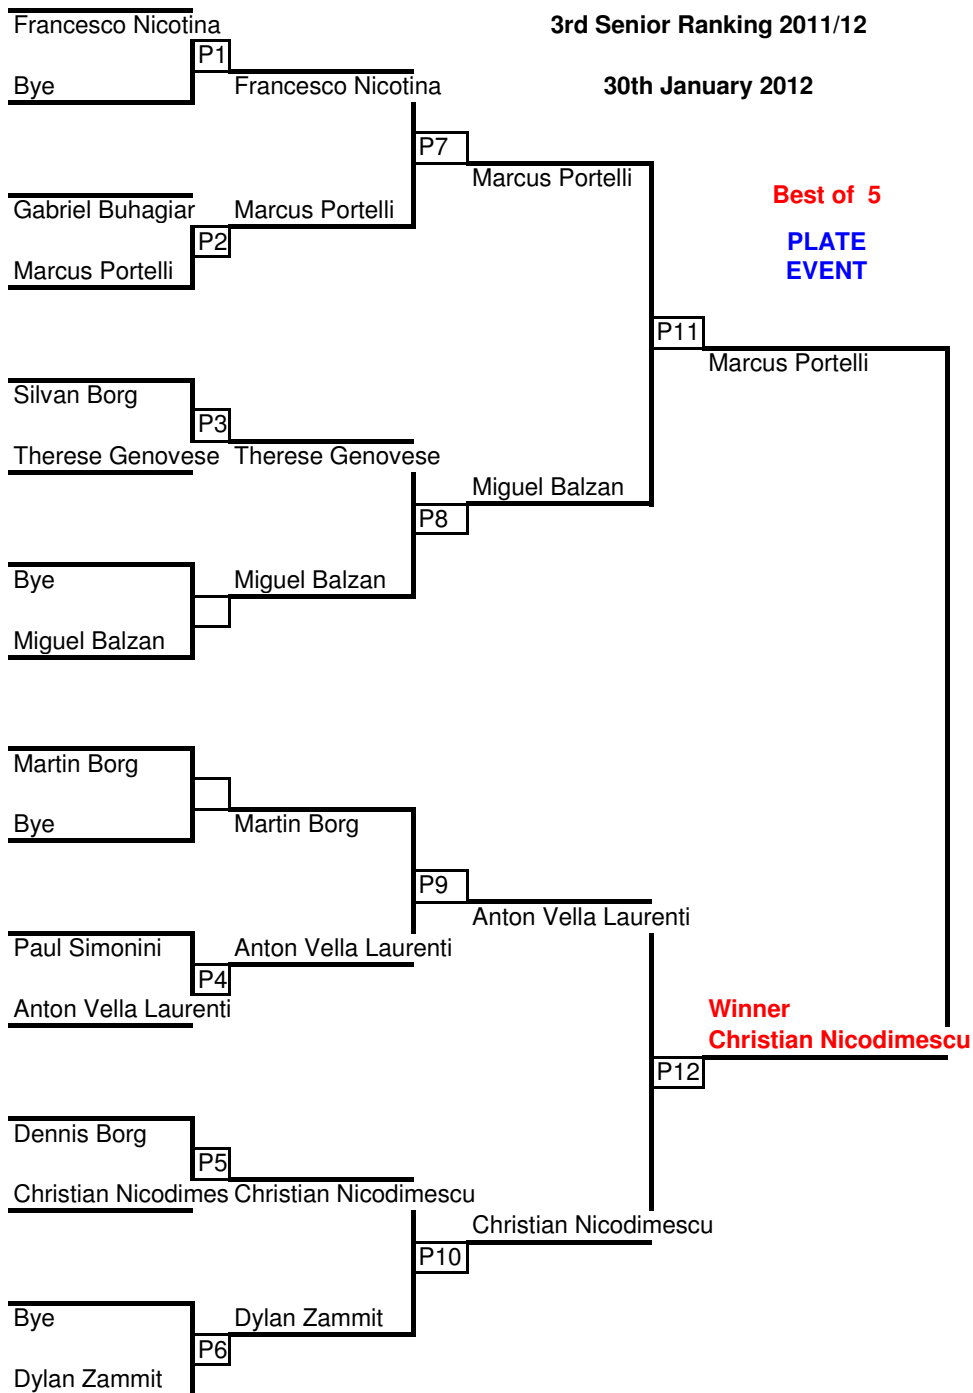 Francesco Nicotina
3rd Senior Ranking 2011/12
P1
Bye
Francesco Nicotina
30th January 2012
P7
Marcus Portelli
Best of  5
Gabriel Buhagiar
Marcus Portelli
P2
PLATE
Marcus Portelli
EVENT
P11
Marcus Portelli
Silvan Borg
P3
Therese Genovese
Therese Genovese
Miguel Balzan
P8
Bye
Miguel Balzan
Miguel Balzan
Martin Borg
Bye
Martin Borg
P9
Anton Vella Laurenti
Paul Simonini
Anton Vella Laurenti
P4
Anton Vella Laurenti
Winner
Christian Nicodimescu
P12
Dennis Borg
P5
Christian Nicodimes
Christian Nicodimescu
Christian Nicodimescu
P10
Bye
Dylan Zammit
P6
Dylan Zammit